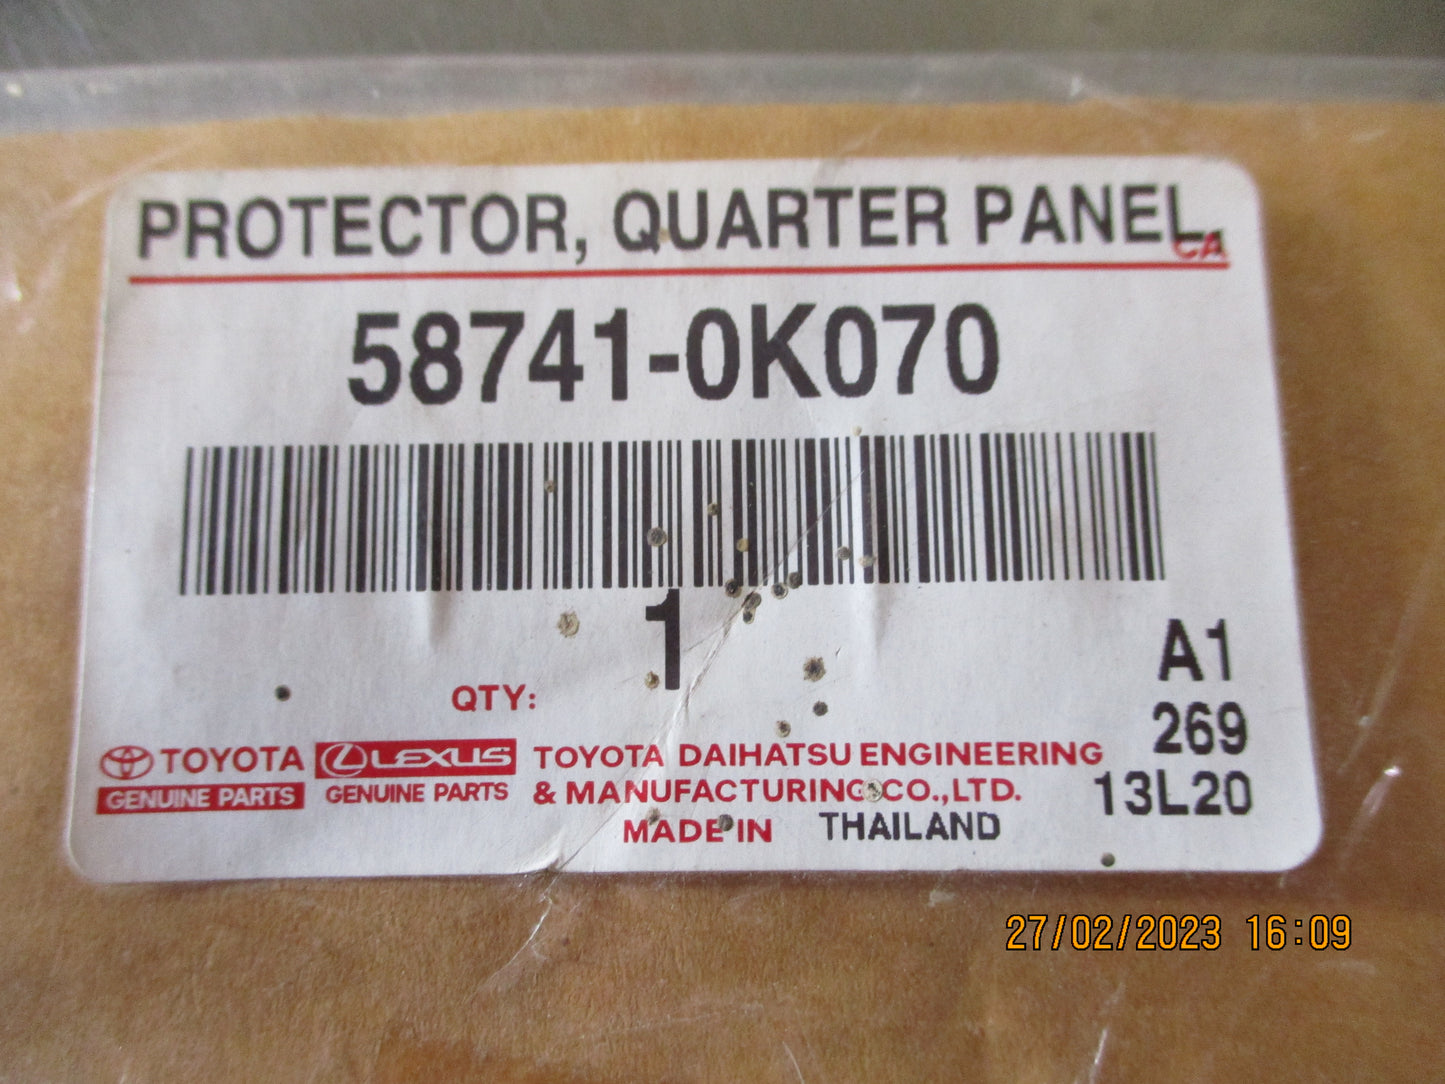 PROTECTOR, QUARTER PANEL,
CA
58741-0K070
1
QTY:
A1
269
13L20
TOYOTA
GENUINE PARTS
LEXUS
GENUINE PARTS
TOYOTA DAIHATSU ENGINEERING
& MANUFACTURING CO.,LTD.
MADE IN THAILAND
27/02/2023 16:09